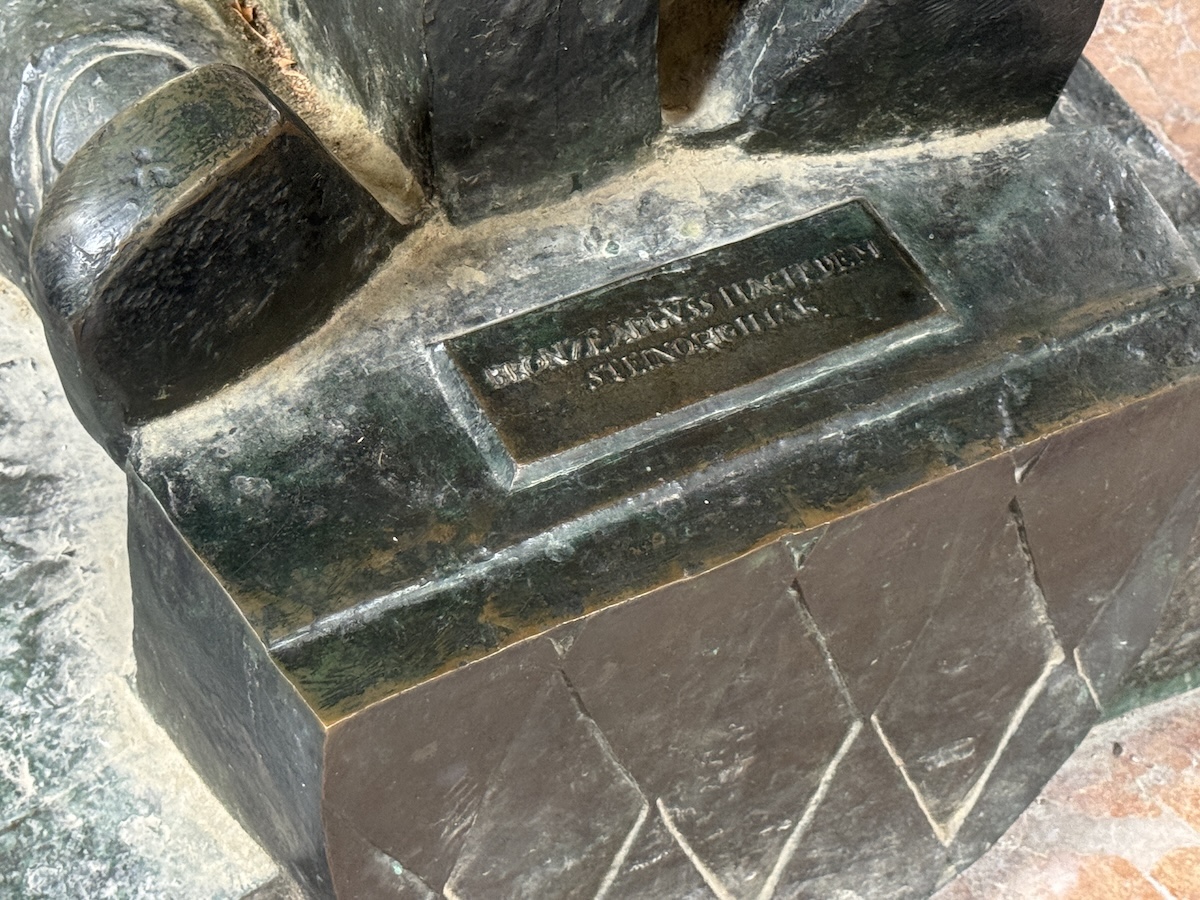 BRONZEABGVSS NACH DEM
STEINORIGINAL